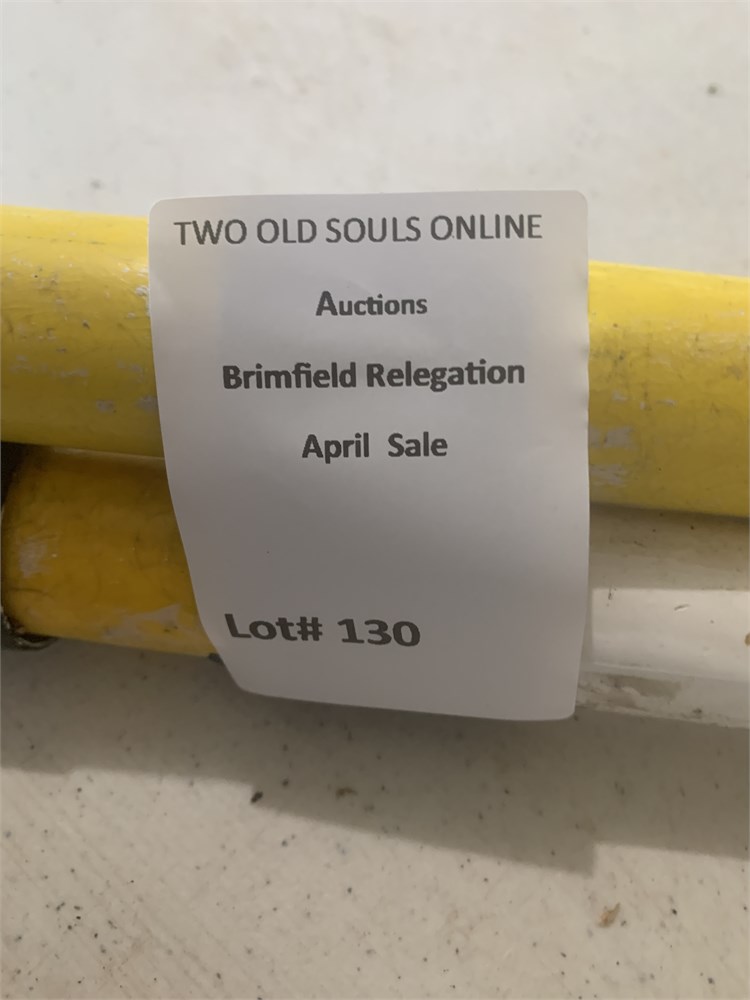 TWO OLD SOULS ONLINE
Auctions
Brimfield Relegation
April Sale
Lot# 130